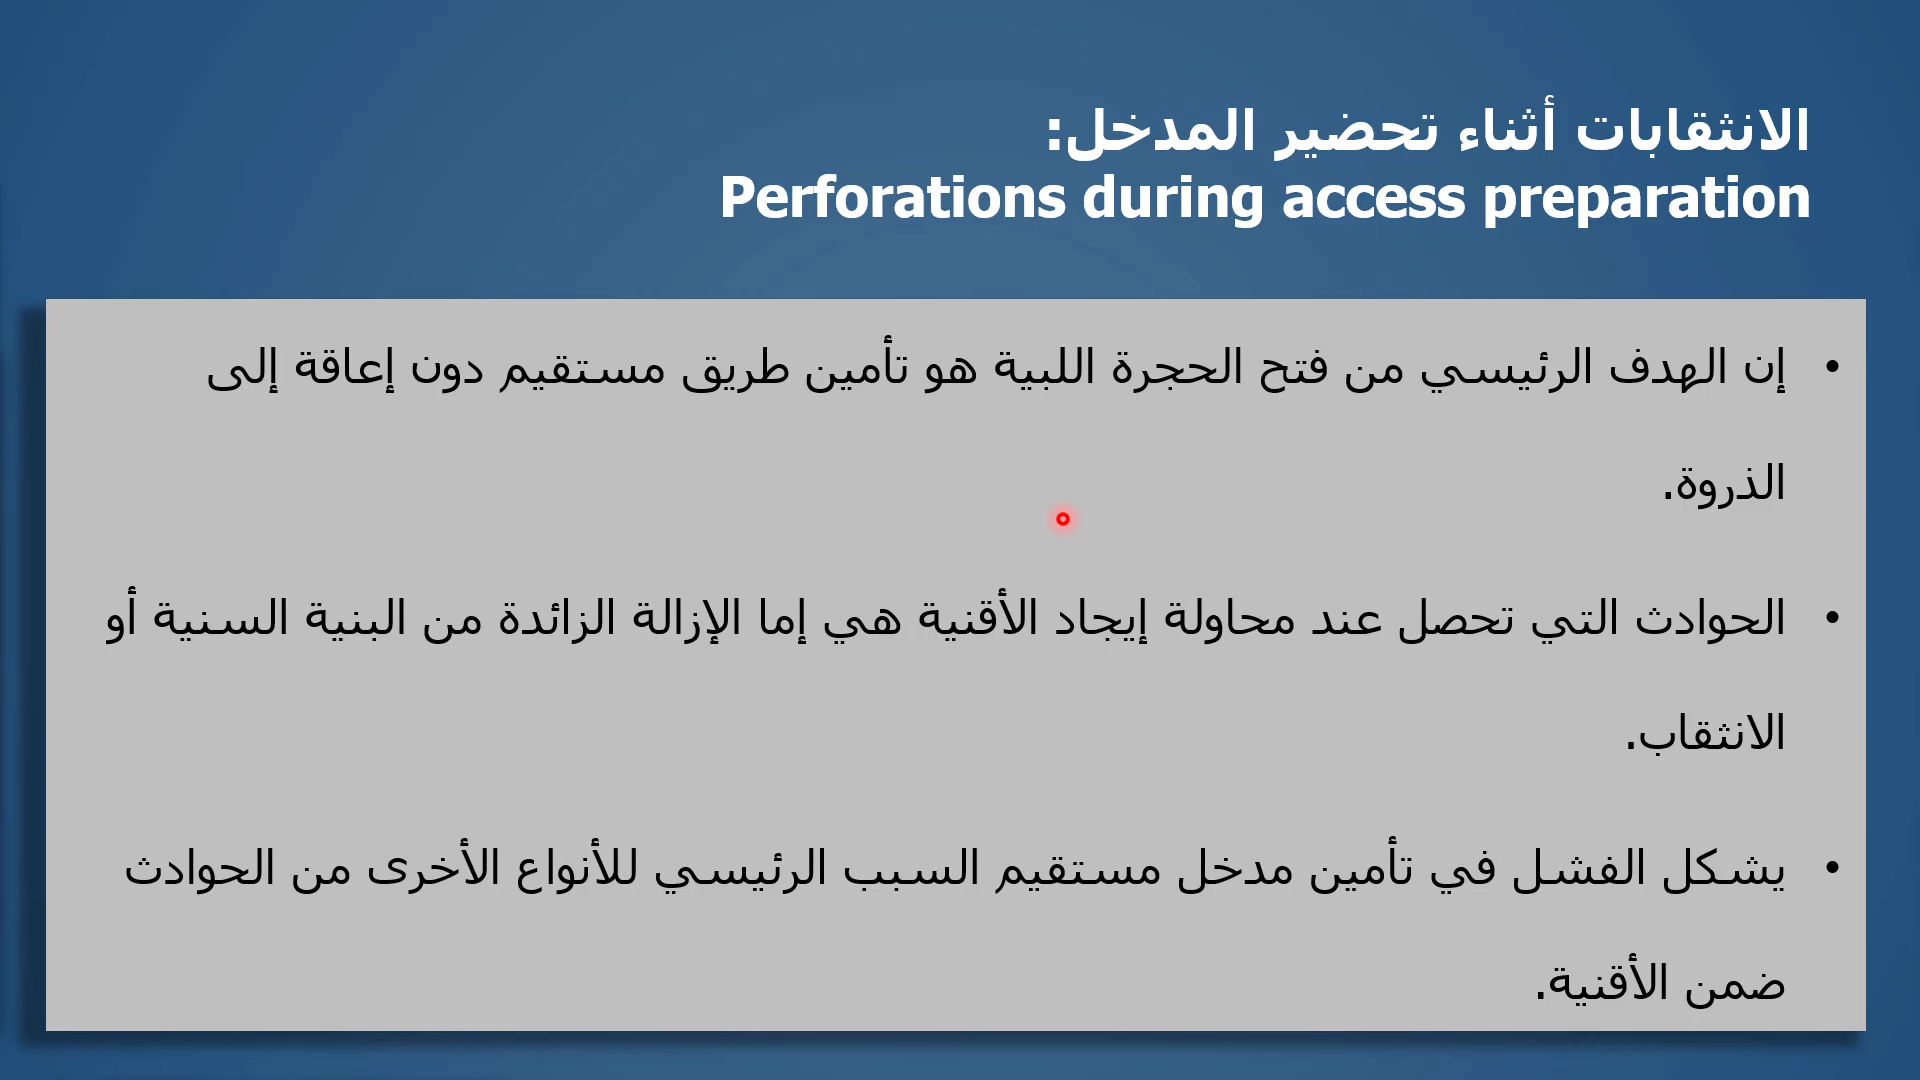 الانثقابات أثناء تحضير المدخل:
Perforations during access preparation
• إن الهدف الرئيسي من فتح الحجرة اللبية هو تأمين طريق مستقيم دون إعاقة إلى
الذروة.
• الحوادث التي تحصل عند محاولة إيجاد الأقنية هي إما الإزالة الزائدة من البنية السنية أو
الانثقاب.
• يشكل الفشل في تأمين مدخل مستقيم السبب الرئيسي للأنواع الأخرى من الحوادث
ضمن الأقنية.